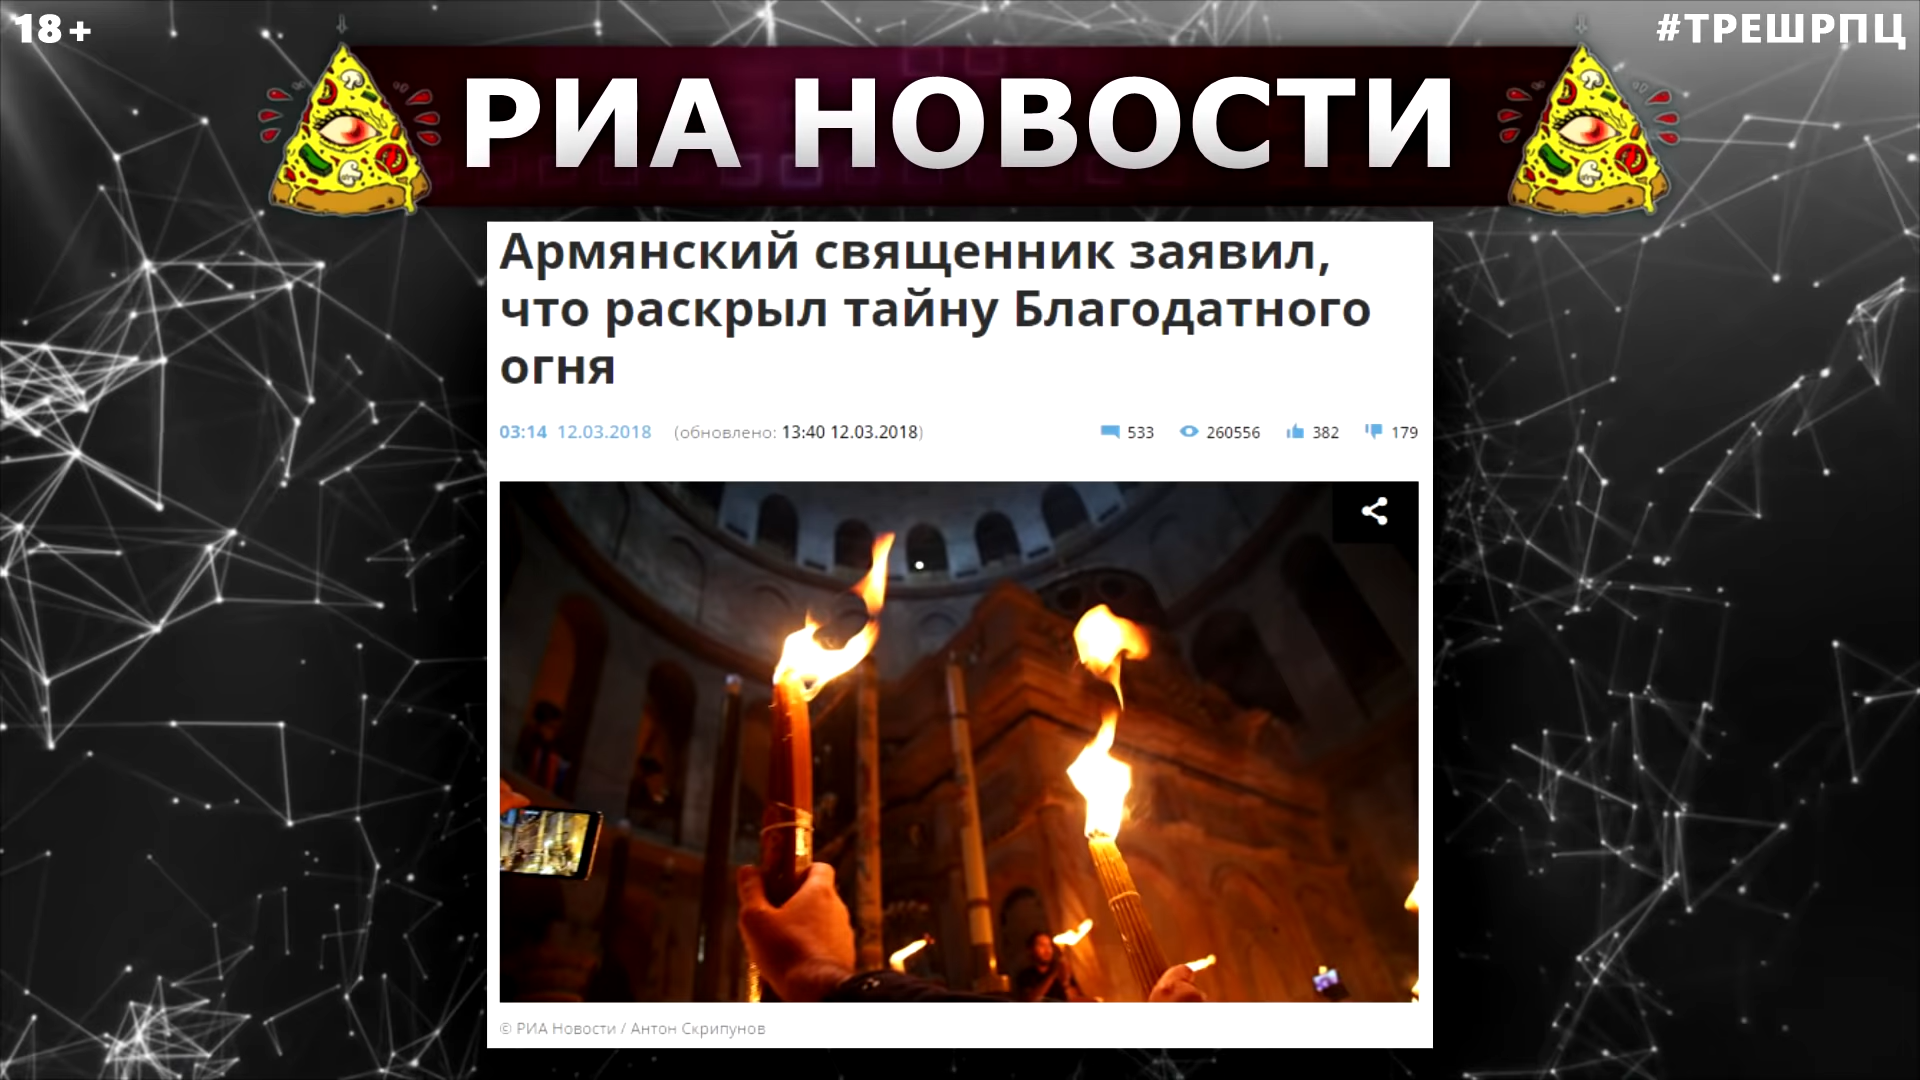 18+
#ТРЕШРПЦ
РИА НОВОСТИ
Армянский священник заявил,
что раскрыл тайну Благодатного
огня
03:14 12.03.2018 (обновлено: 13:40 12.03.2018) 533 260556 382 179
© РИА Новости / Антон Скрипунов